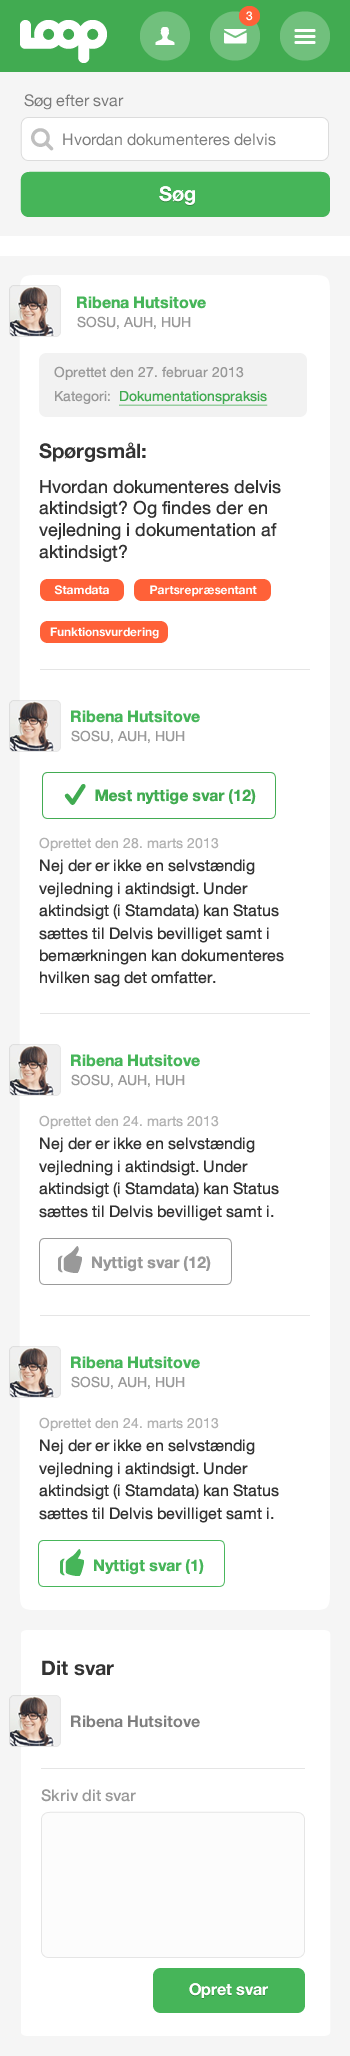 Loop
3
Søg efter svar
Hvordan dokumenteres delvis
Søg
Ribena Hutsitove
SOSU, AUH, HUH
Oprettet den 27. februar 2013
Kategori: Dokumentationspraksis
Spørgsmål:
Hvordan dokumenteres delvis
aktindsigt? Og findes der en
vejledning i dokumentation af
aktindsigt?
Stamdata Partsrepræsentant
Funktionsvurdering
Ribena Hutsitove
SOSU, AUH, HUH
Mest nyttige svar (12)
Oprettet den 28. marts 2013
Nej der er ikke en selvstændig
vejledning i aktindsigt. Under
aktindsigt (i Stamdata) kan Status
sættes til Delvis bevilliget samt i
bemærkningen kan dokumenteres
hvilken sag det omfatter.
Ribena Hutsitove
SOSU, AUH, HUH
Oprettet den 24. marts 2013
Nej der er ikke en selvstændig
vejledning i aktindsigt. Under
aktindsigt (i Stamdata) kan Status
sættes til Delvis bevilliget samt i.
Nyttigt svar (12)
Ribena Hutsitove
SOSU, AUH, HUH
Oprettet den 24. marts 2013
Nej der er ikke en selvstændig
vejledning i aktindsigt. Under
aktindsigt (i Stamdata) kan Status
sættes til Delvis bevilliget samt i.
Nyttigt svar (1)
Dit svar
Ribena Hutsitove
Skriv dit svar
Opret svar